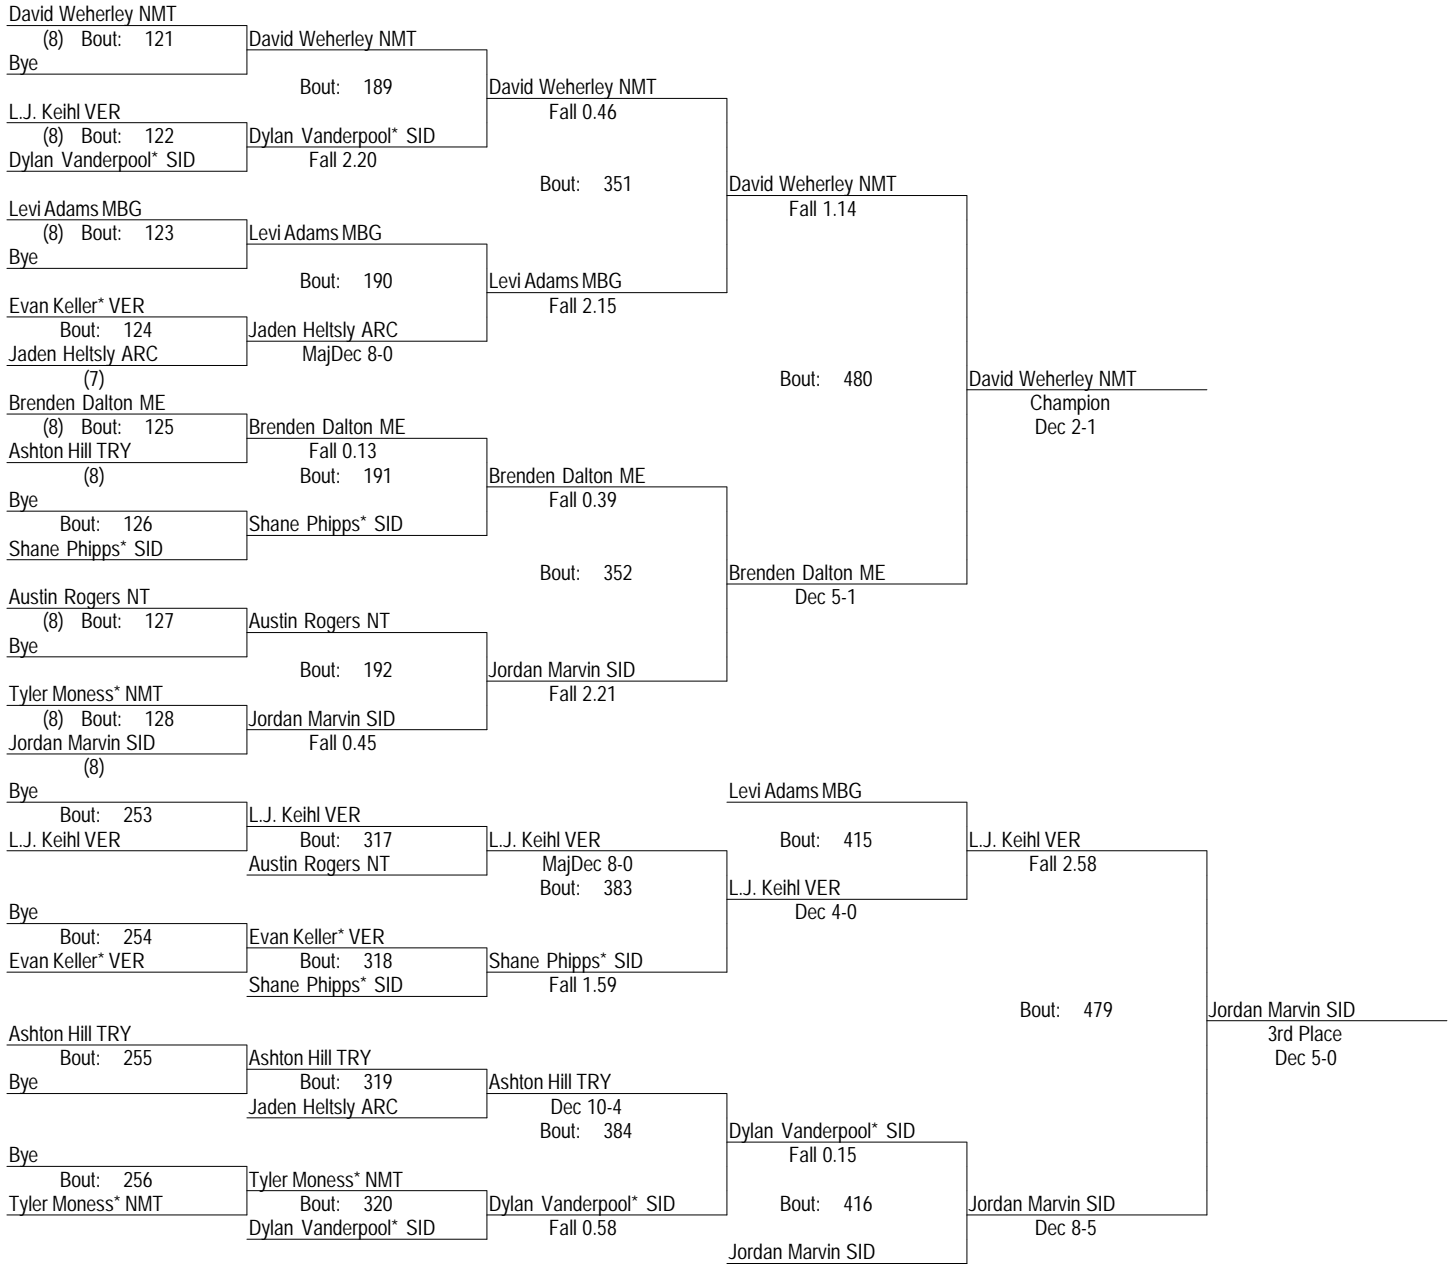 David Weherley NMT
(8) Bout: 121
Bye
David Weherley NMT
Bout: 189
L.J. Keihl VER
(8) Bout: 122
Dylan Vanderpool* SID
Dylan Vanderpool* SID
Fall 2.20
David Weherley NMT
Fall 0.46
Bout: 351
Levi Adams MBG
(8) Bout: 123
Bye
Levi Adams MBG
Bout: 190
Evan Keller* VER
Bout: 124
Jaden Heltsly ARC
(7)
Jaden Heltsly ARC
MajDec 8-0
Levi Adams MBG
Fall 2.15
David Weherley NMT
Fall 1.14
Bout: 480
David Weherley NMT
Champion
Dec 2-1
Brenden Dalton ME
(8) Bout: 125
Ashton Hill TRY
(8)
Brenden Dalton ME
Fall 0.13
Bout: 191
Bye
Bout: 126
Shane Phipps* SID
Shane Phipps* SID
Brenden Dalton ME
Fall 0.39
Bout: 352
Brenden Dalton ME
Dec 5-1
Austin Rogers NT
(8) Bout: 127
Bye
Austin Rogers NT
Bout: 192
Tyler Moness* NMT
(8) Bout: 128
Jordan Marvin SID
(8)
Jordan Marvin SID
Fall 0.45
Jordan Marvin SID
Fall 2.21
Bye
Bout: 253
L.J. Keihl VER
L.J. Keihl VER
Bout: 317
Austin Rogers NT
L.J. Keihl VER
MajDec 8-0
Bout: 383
Levi Adams MBG
Bout: 415
L.J. Keihl VER
Dec 4-0
L.J. Keihl VER
Fall 2.58
Bye
Bout: 254
Evan Keller* VER
Evan Keller* VER
Bout: 318
Shane Phipps* SID
Shane Phipps* SID
Fall 1.59
Bout: 479
Jordan Marvin SID
3rd Place
Dec 5-0
Ashton Hill TRY
Bout: 255
Bye
Ashton Hill TRY
Bout: 319
Jaden Heltsly ARC
Ashton Hill TRY
Dec 10-4
Bout: 384
Dylan Vanderpool* SID
Fall 0.15
Bye
Bout: 256
Tyler Moness* NMT
Tyler Moness* NMT
Bout: 320
Dylan Vanderpool* SID
Dylan Vanderpool* SID
Fall 0.58
Bout: 416
Jordan Marvin SID
Jordan Marvin SID
Dec 8-5